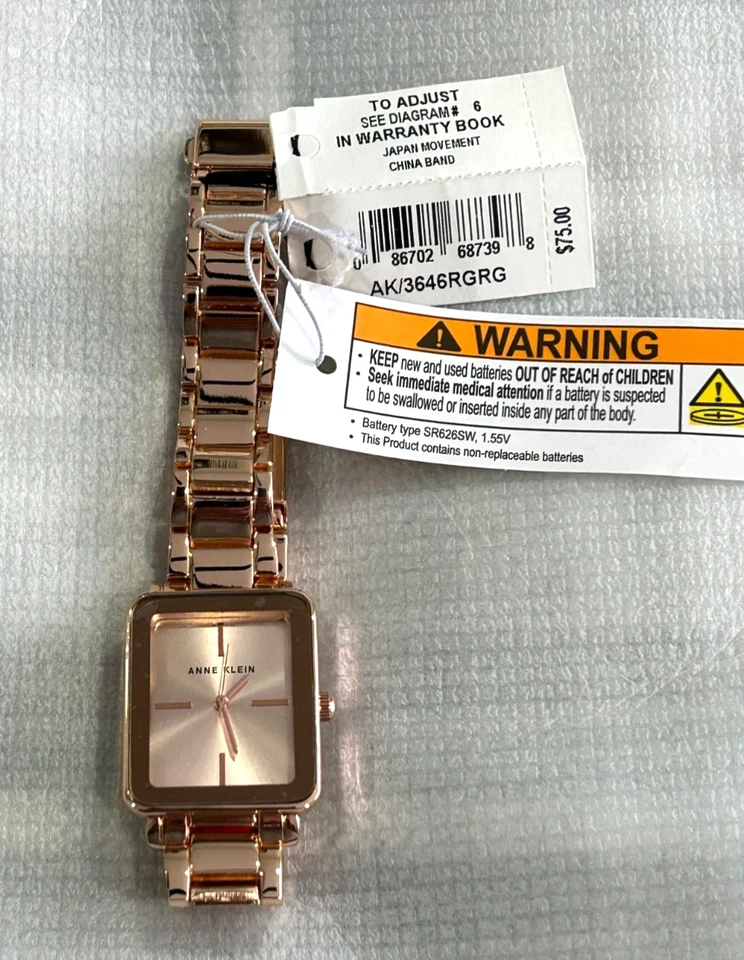 TO ADJUST
SEE DIAGRAM# 6
IN WARRANTY BOOK
JAPAN MOVEMENT
CHINA BAND
0 86702 68739 8
$75.00
AK/3646RGRG
WARNING
• KEEP new and used batteries OUT OF REACH of CHILDREN
• Seek immediate medical attention if a battery is suspected
to be swallowed or inserted inside any part of the body.
• Battery type SR626SW, 1.55V
• This Product contains non-replaceable batteries
ANNE KLEIN